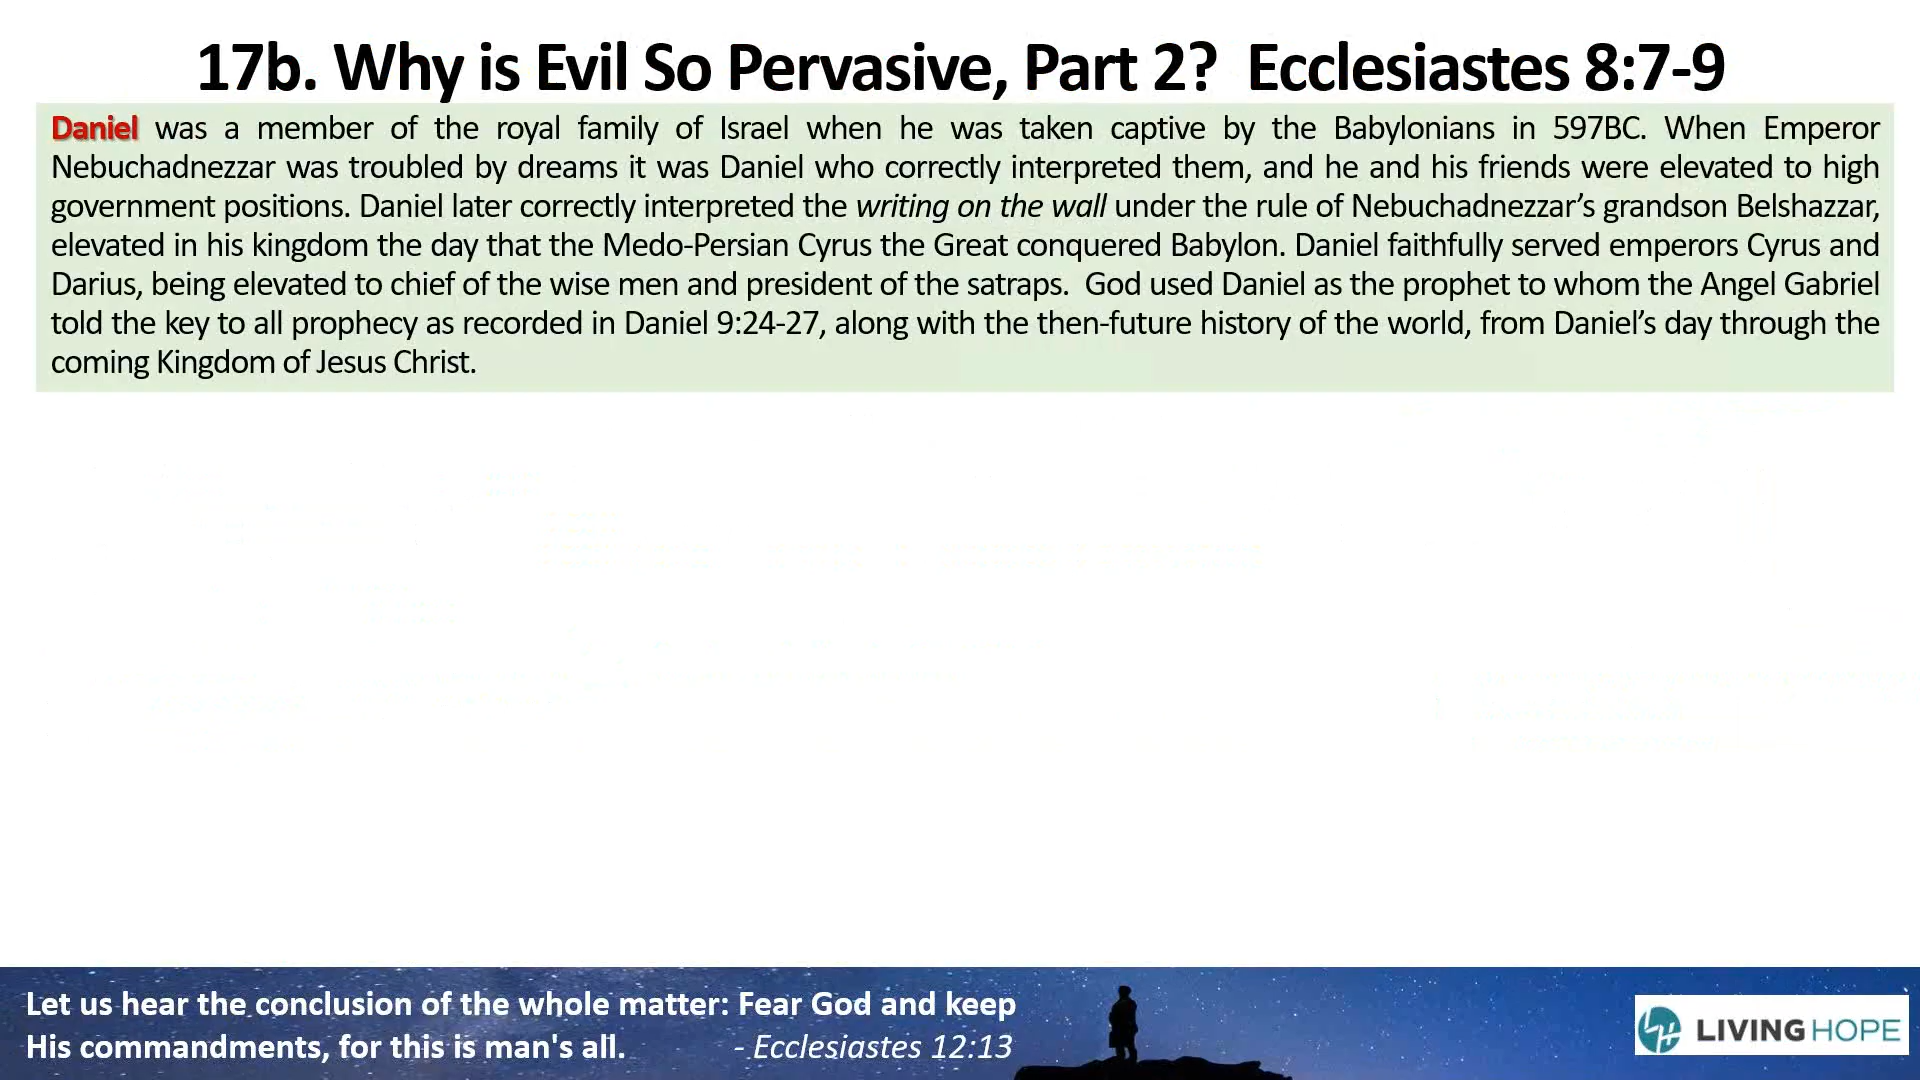 17b. Why is Evil So Pervasive, Part 2?  Ecclesiastes 8:7-9
Daniel was a member of the royal family of Israel when he was taken captive by the Babylonians in 597BC. When Emperor
Nebuchadnezzar was troubled by dreams it was Daniel who correctly interpreted them, and he and his friends were elevated to high
government positions. Daniel later correctly interpreted the writing on the wall under the rule of Nebuchadnezzar’s grandson Belshazzar,
elevated in his kingdom the day that the Medo-Persian Cyrus the Great conquered Babylon. Daniel faithfully served emperors Cyrus and
Darius, being elevated to chief of the wise men and president of the satraps.  God used Daniel as the prophet to whom the Angel Gabriel
told the key to all prophecy as recorded in Daniel 9:24-27, along with the then-future history of the world, from Daniel’s day through the
coming Kingdom of Jesus Christ.
Let us hear the conclusion of the whole matter: Fear God and keep
His commandments, for this is man's all. - Ecclesiastes 12:13
LH LIVING HOPE